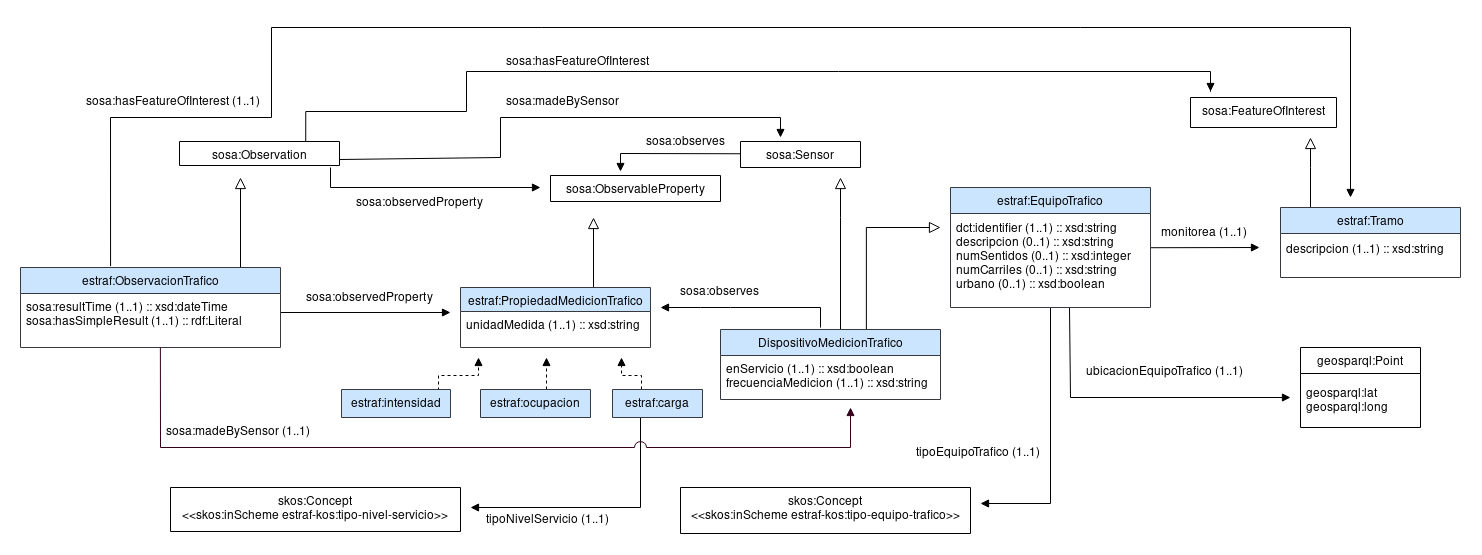 sosa:hasFeatureOfInterest
sosa:hasFeatureOfInterest (1..1)
sosa:madeBySensor
sosa:FeatureOfInterest
sosa:observes
sosa:Observation
sosa:Sensor
sosa:ObservableProperty
sosa:observedProperty
estraf:EquipoTrafico
dct:identifier (1..1) :: xsd:string
descripcion (0..1) :: xsd:string
numSentidos (0..1) :: xsd:integer
numCarriles (0..1) :: xsd:string
urbano (0..1) :: xsd:boolean
monitorea (1..1)
estraf:Tramo
descripcion (1..1) :: xsd:string
estraf:ObservacionTrafico
sosa:resultTime (1..1) :: xsd:dateTime
sosa:hasSimpleResult (1..1) :: rdf:Literal
sosa:observedProperty
estraf:PropiedadMedicionTrafico
unidadMedida (1..1) :: xsd:string
sosa:observes
DispositivoMedicionTrafico
enServicio (1..1) :: xsd:boolean
frecuenciaMedicion (1..1) :: xsd:string
ubicacionEquipoTrafico (1..1)
geosparql:Point
geosparql:lat
geosparql:long
estraf:intensidad
estraf:ocupacion
estraf:carga
sosa:madeBySensor (1..1)
tipoEquipoTrafico (1..1)
skos:Concept
<<skos:inScheme estraf-kos:tipo-nivel-servicio>>
tipoNivelServicio (1..1)
skos:Concept
<<skos:inScheme estraf-kos:tipo-equipo-trafico>>